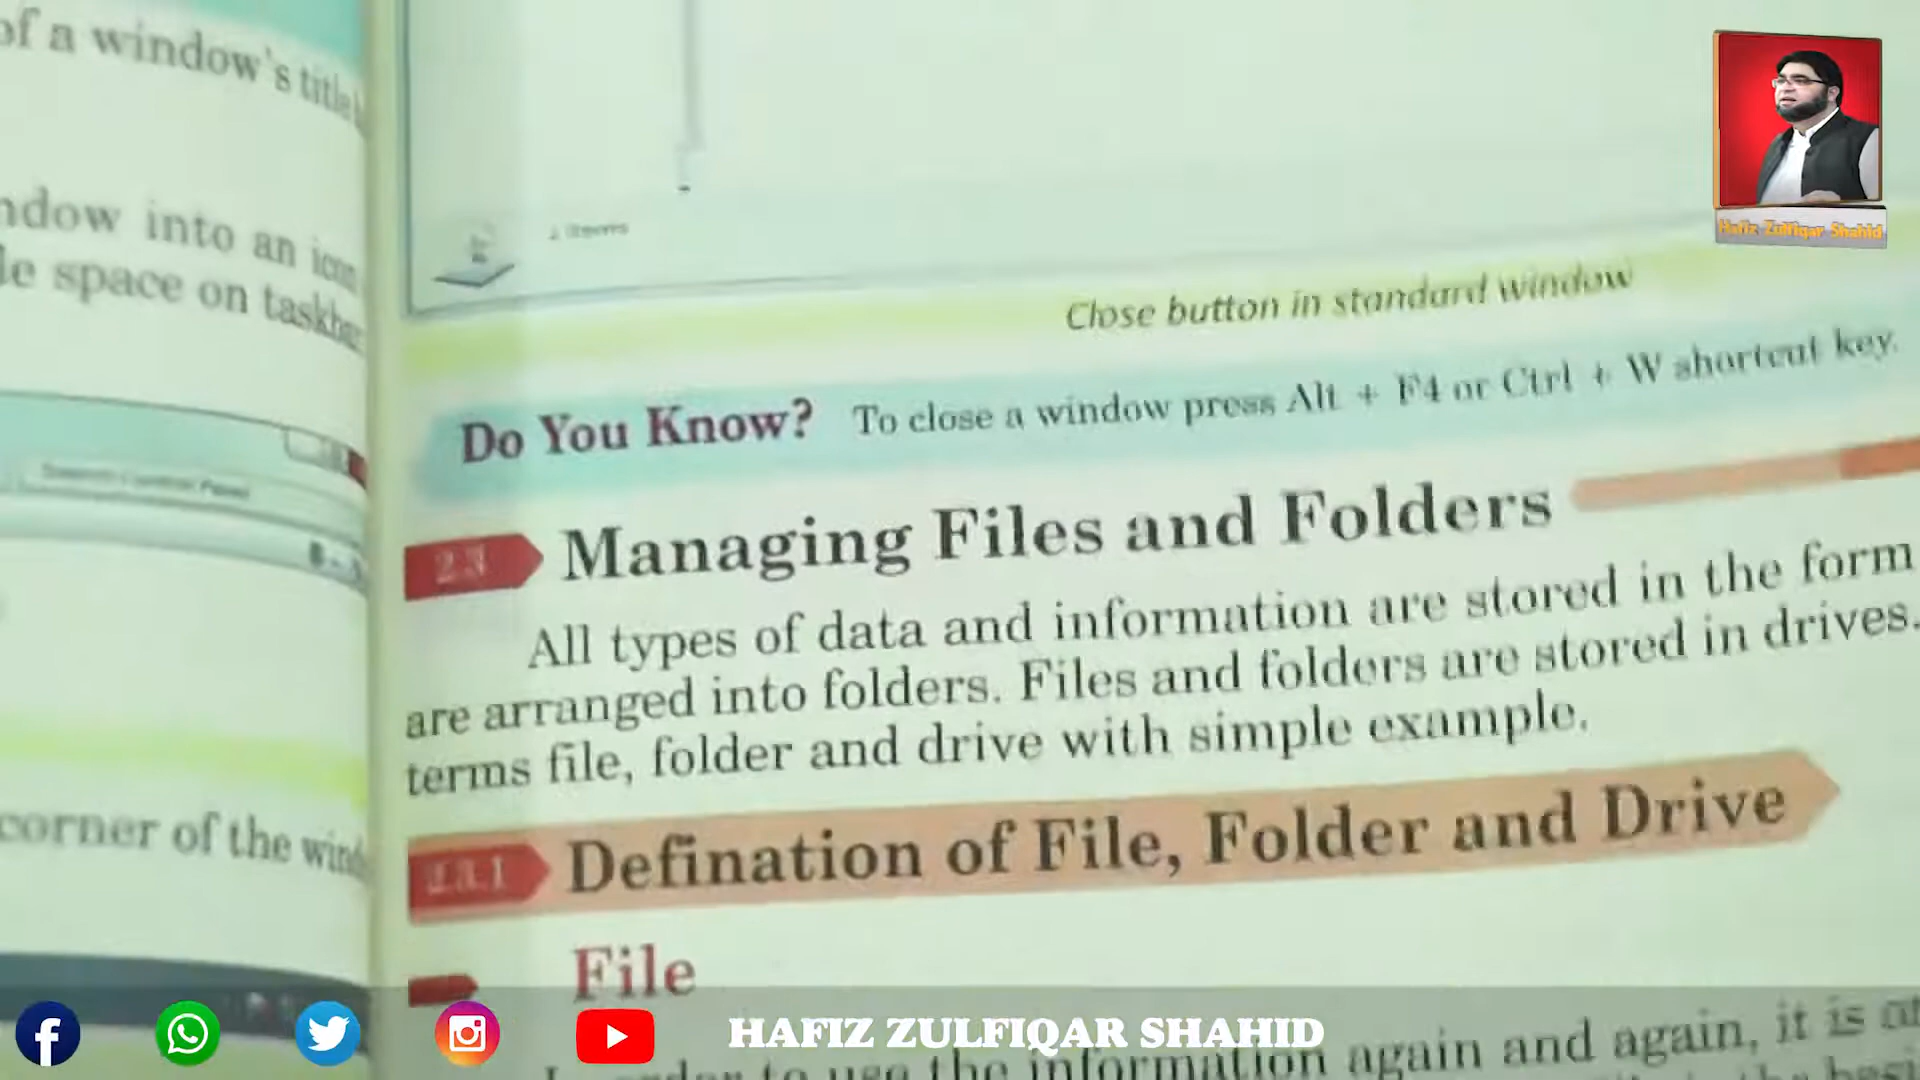 of a window's title
window into an icon
space on taskbar
corner of the wind
Hafiz Zulfiqar Shahid
Close button in standard window
Do You Know? To close a window press Alt + F4 or Ctrl + W shortcut key.
2.3 Managing Files and Folders
All types of data and information are stored in the form
are arranged into folders. Files and folders are stored in drives.
terms file, folder and drive with simple example.
2.3.1 Defination of File, Folder and Drive
File
HAFIZ ZULFIQAR SHAHID
order to use the information again and again, it is